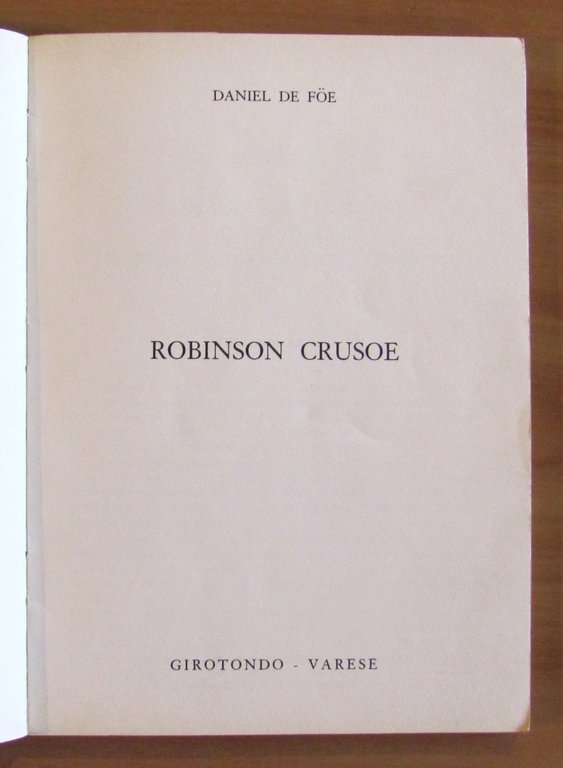 DANIEL DE FÖE
ROBINSON CRUSOE
GIROTONDO - VARESE